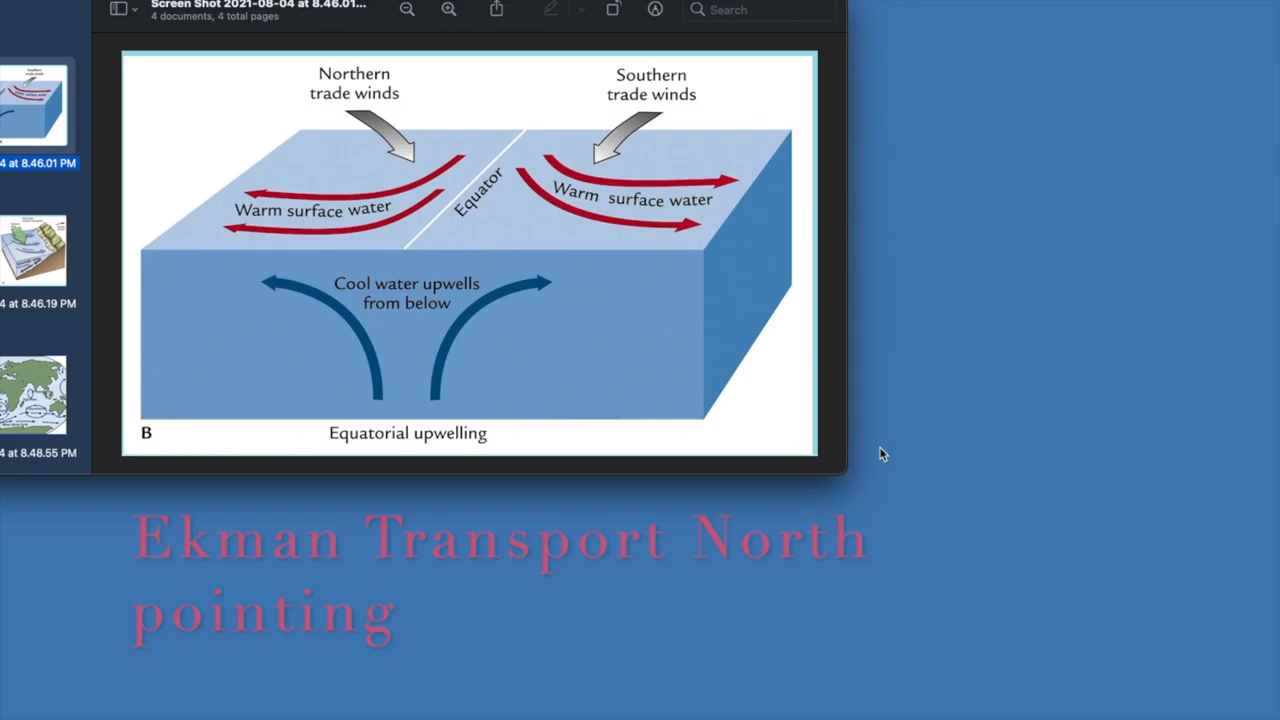 Screen Shot 2021-08-04 at 8.46.01...
4 documents, 4 total pages
Search
4 at 8.46.01 PM
4 at 8.46.19 PM
4 at 8.48.55 PM
Northern
trade winds
Southern
trade winds
Equator
Warm surface water
Warm surface water
Cool water upwells
from below
B
Equatorial upwelling
Ekman Transport North
pointing